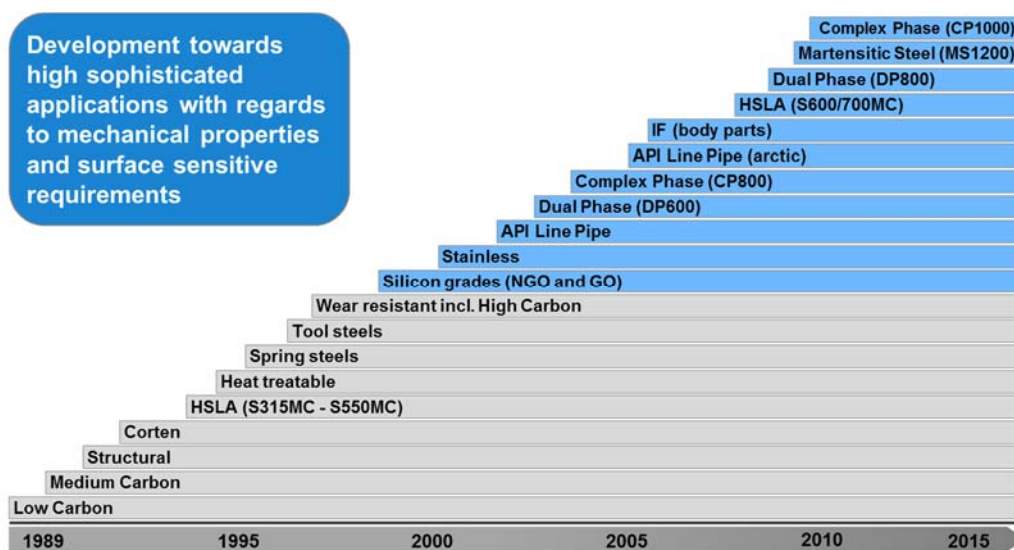 Development towards
high sophisticated
applications with regards
to mechanical properties
and surface sensitive
requirements
Complex Phase (CP1000)
Martensitic Steel (MS1200)
Dual Phase (DP800)
HSLA (S600/700MC)
IF (body parts)
API Line Pipe (arctic)
Complex Phase (CP800)
Dual Phase (DP600)
API Line Pipe
Stainless
Silicon grades (NGO and GO)
Wear resistant incl. High Carbon
Tool steels
Spring steels
Heat treatable
HSLA (S315MC - S550MC)
Corten
Structural
Medium Carbon
Low Carbon
1989 1995 2000 2005 2010 2015